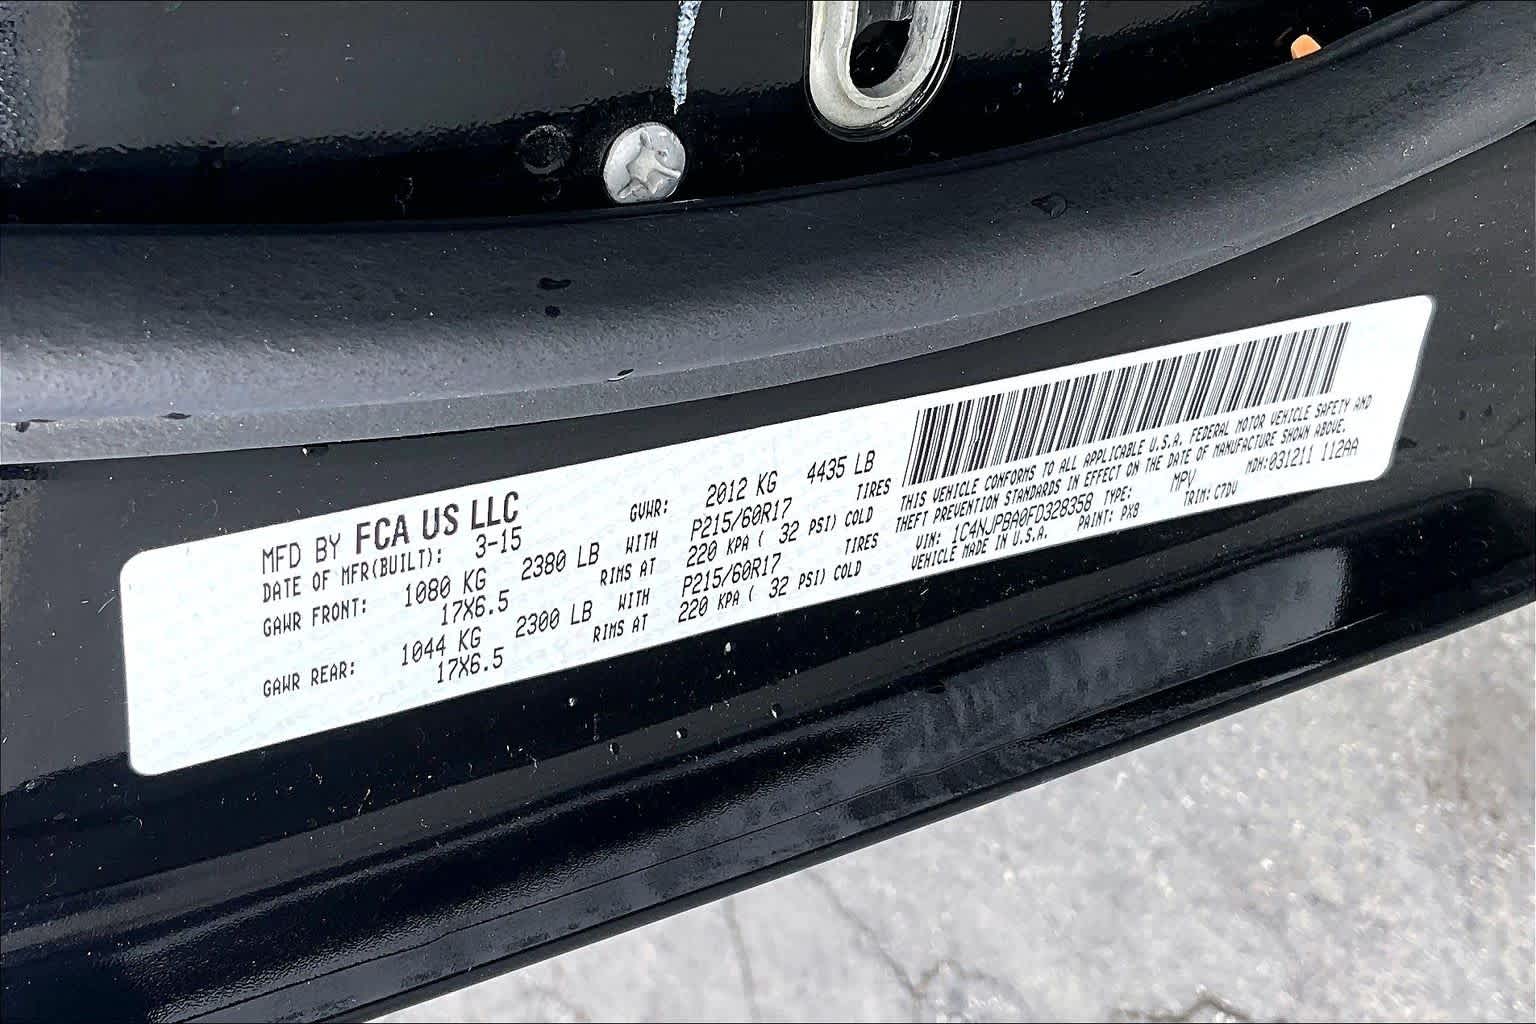 MFD BY FCA US LLC
DATE OF MFR(BUILT): 3-15 GVWR: 2012 KG 4435 LB
GAWR FRONT: 1080 KG 2380 LB WITH P215/60R17 TIRES
17X6.5 RIMS AT 220 KPA ( 32 PSI) COLD
GAWR REAR: 1044 KG 2300 LB WITH P215/60R17 TIRES
17X6.5 RIMS AT 220 KPA ( 32 PSI) COLD
THIS VEHICLE CONFORMS TO ALL APPLICABLE U.S.A. FEDERAL MOTOR VEHICLE SAFETY AND
THEFT PREVENTION STANDARDS IN EFFECT ON THE DATE OF MANUFACTURE SHOWN ABOVE.
VIN: 1C4NJPBA0FD328358 TYPE: MPV MDH:031211 112AA
VEHICLE MADE IN U.S.A. PAINT: PX8 TRIM: C7DV